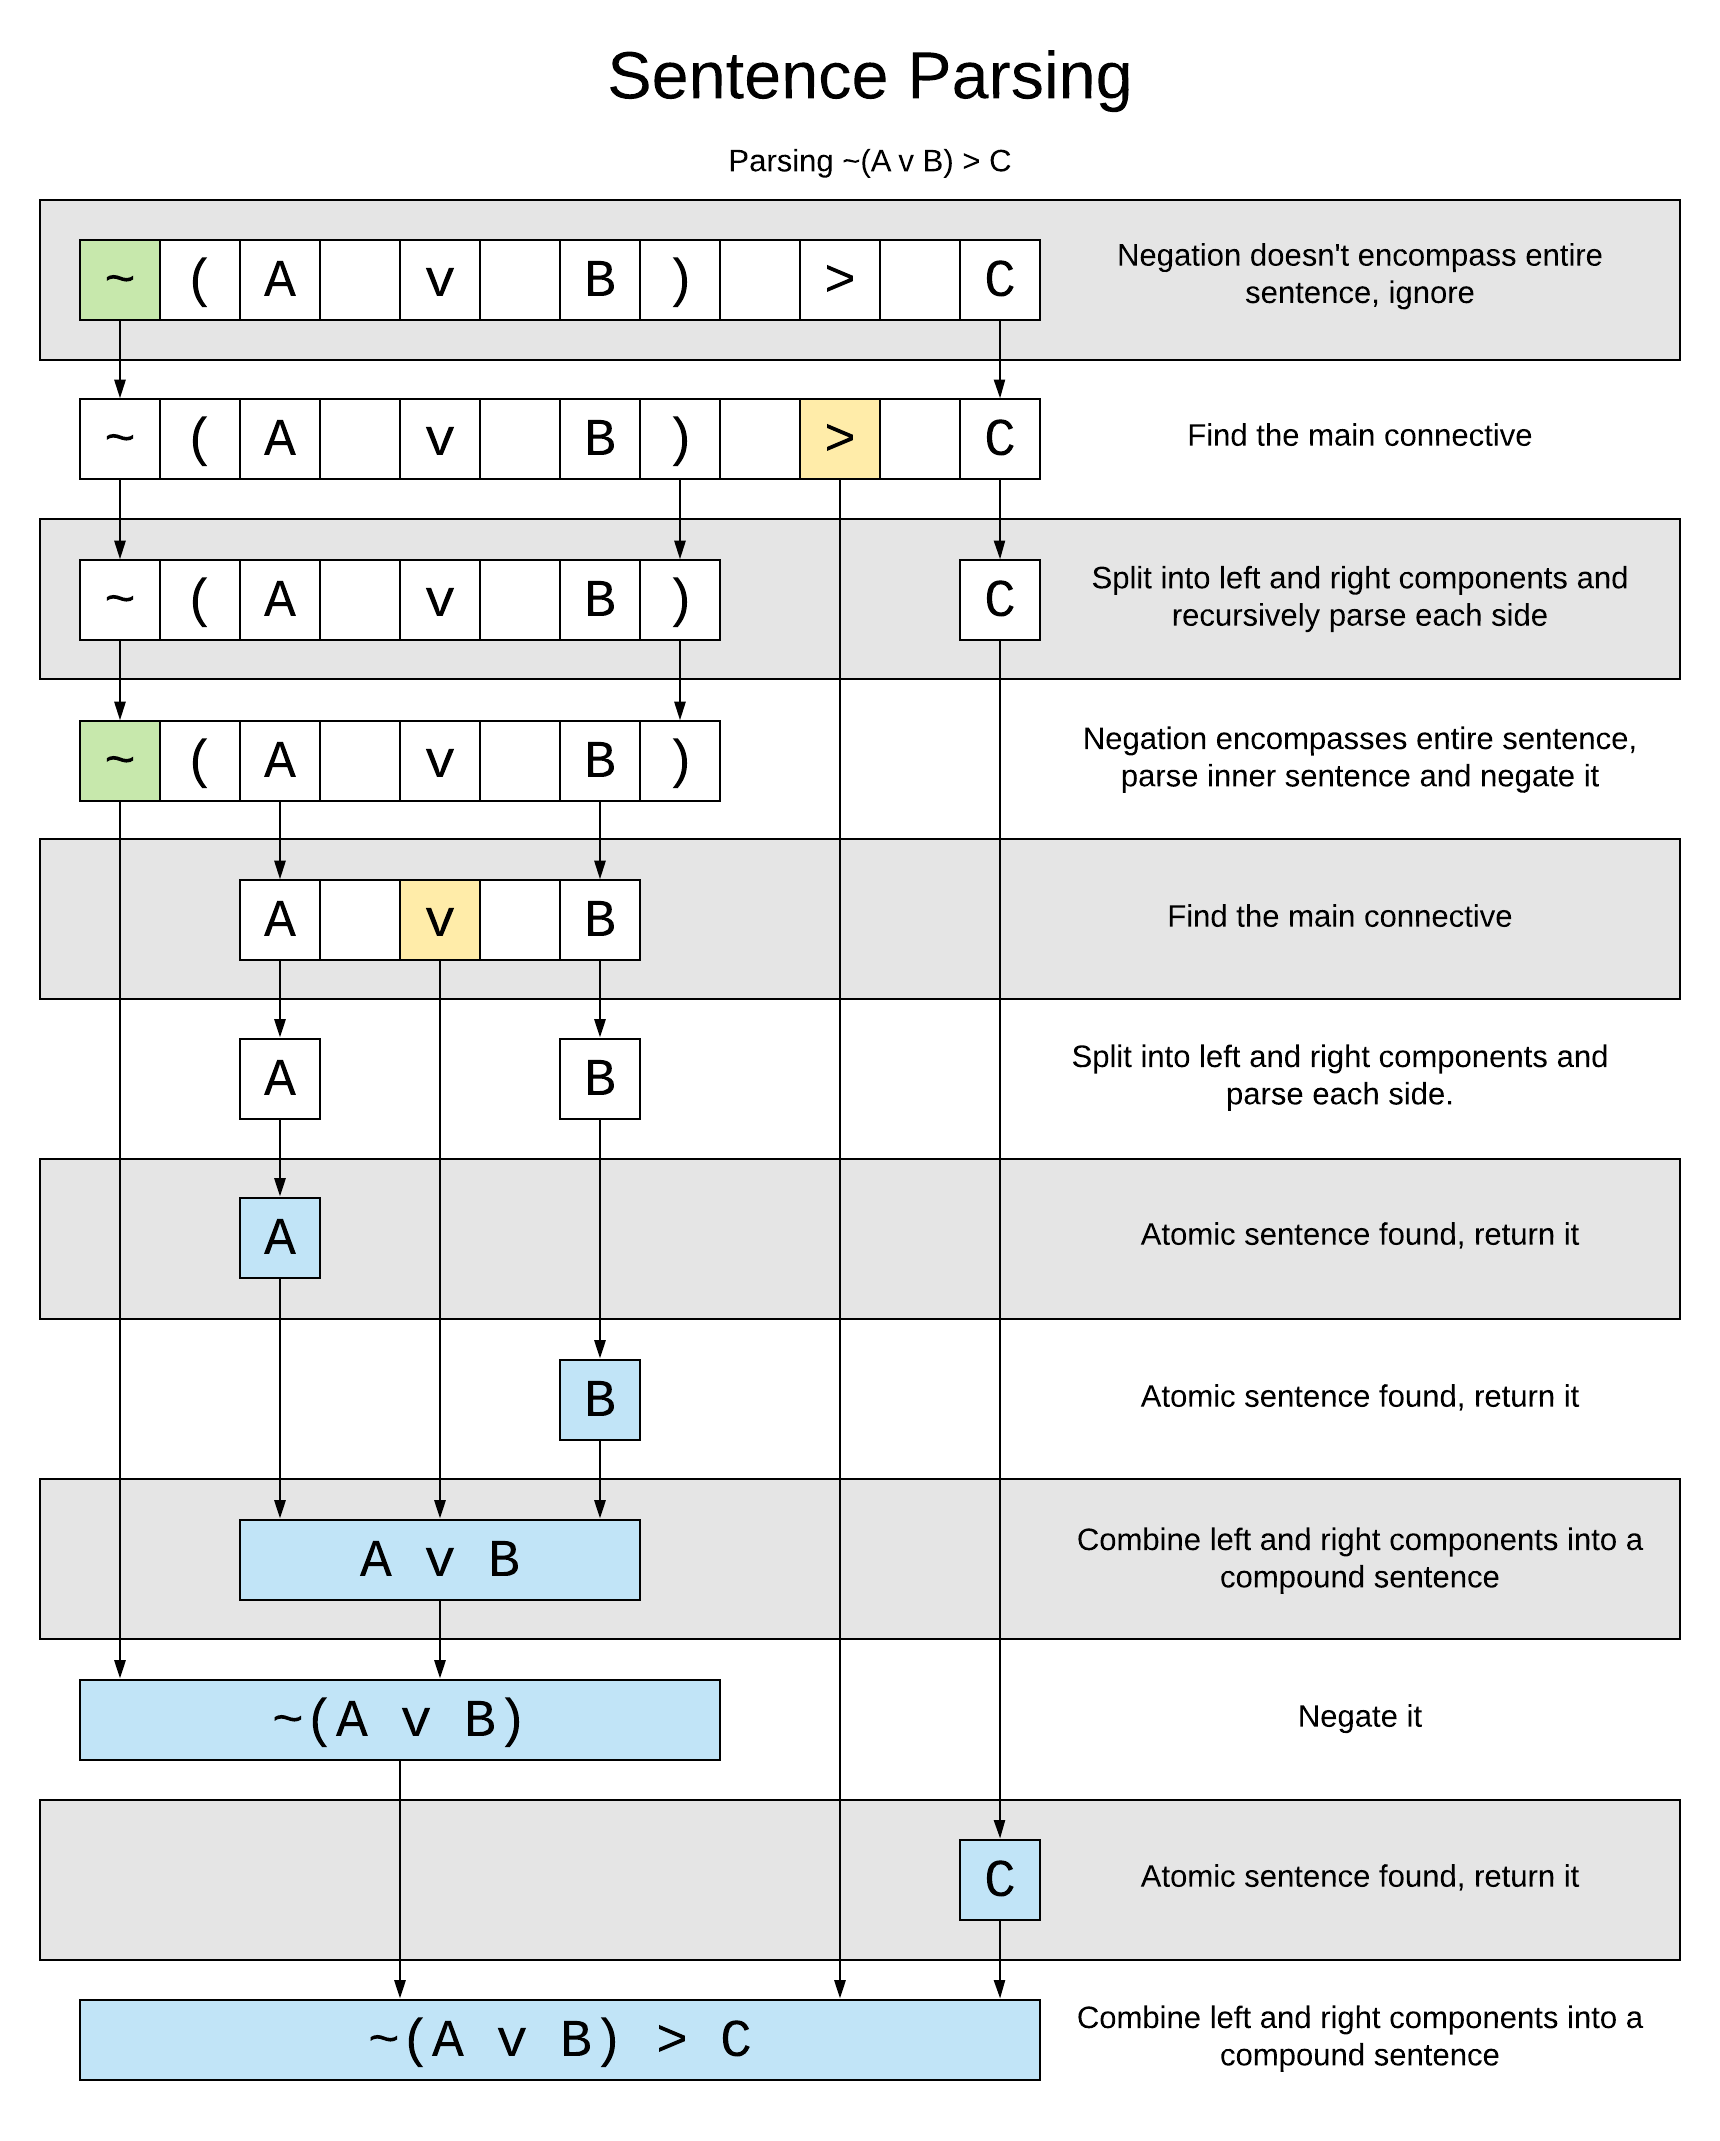 Sentence Parsing
Parsing ~(A v B) > C
~ ( A v B ) > C
Negation doesn't encompass entire
sentence, ignore
~ ( A v B ) > C
Find the main connective
~ ( A v B ) C
Split into left and right components and
recursively parse each side
~ ( A v B )
Negation encompasses entire sentence,
parse inner sentence and negate it
A v B
Find the main connective
A B
Split into left and right components and
parse each side.
A
Atomic sentence found, return it
B
Atomic sentence found, return it
A v B
Combine left and right components into a
compound sentence
~(A v B)
Negate it
C
Atomic sentence found, return it
~(A v B) > C
Combine left and right components into a
compound sentence